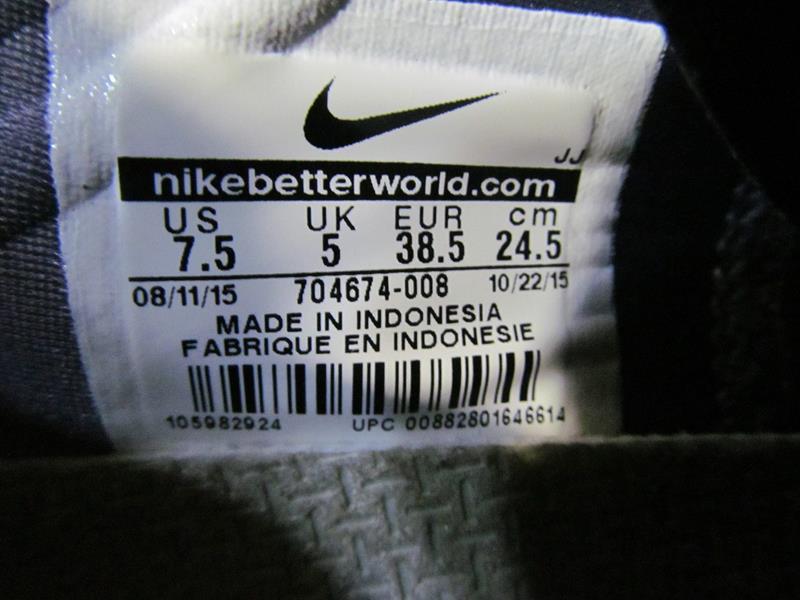 JJ
nikebetterworld.com
US UK EUR cm
7.5 5 38.5 24.5
08/11/15 704674-008 10/22/15
MADE IN INDONESIA
FABRIQUE EN INDONESIE
105982924 UPC 00882801646614